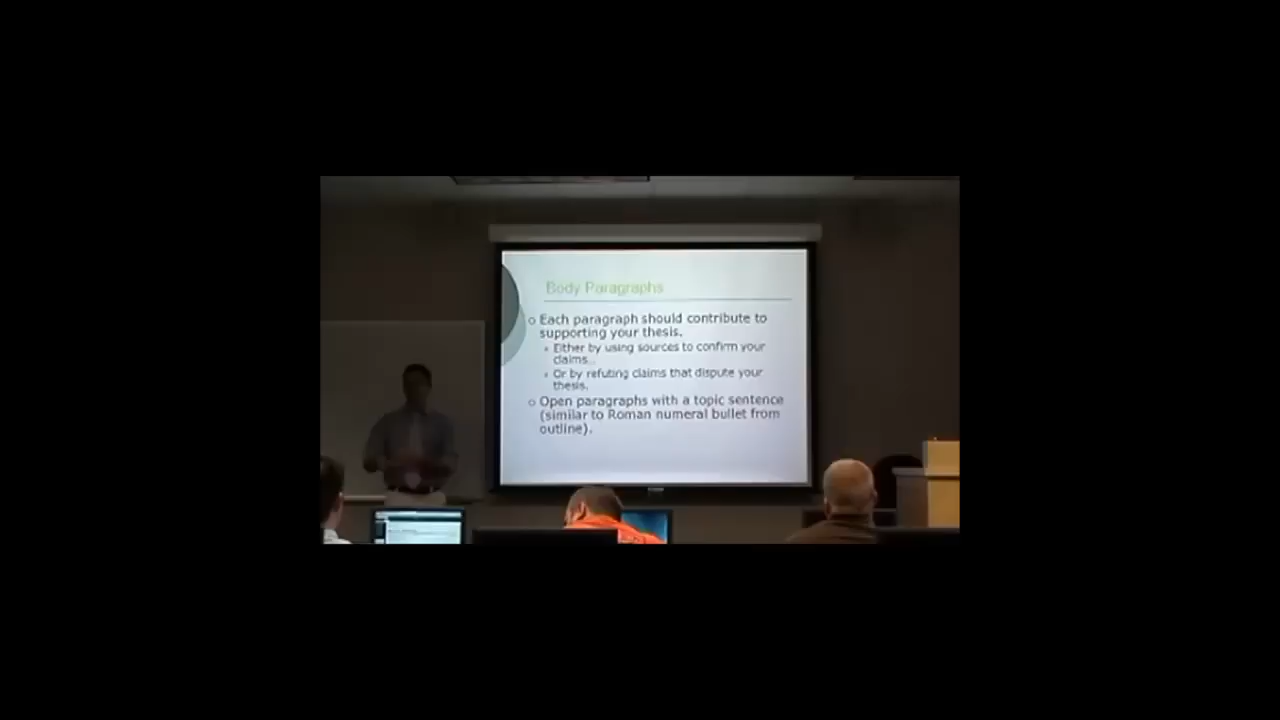 Body Paragraphs
Each paragraph should contribute to
supporting your thesis.
Either by using sources to confirm your
claims...
Or by refuting claims that dispute your
thesis.
Open paragraphs with a topic sentence
(similar to Roman numeral bullet from
outline).